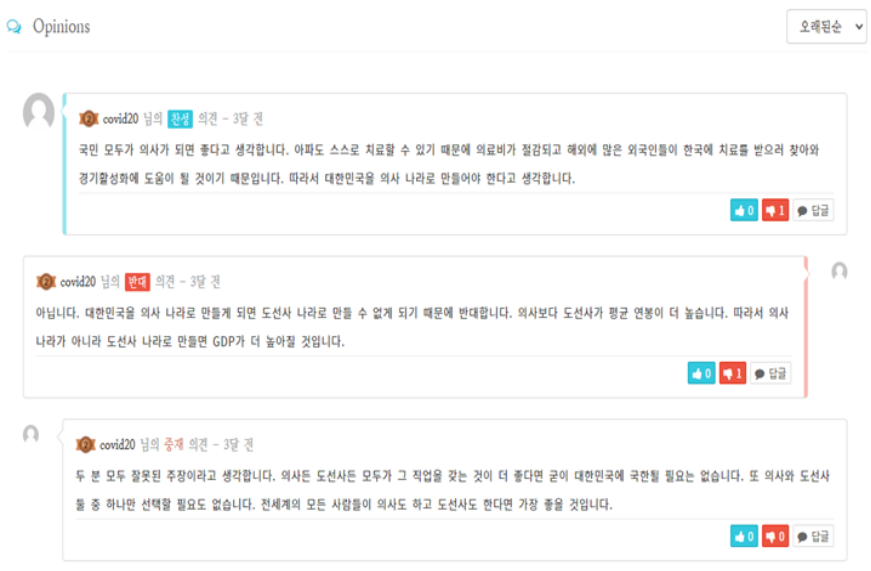 Opinions
오래된순
covid20 님의 찬성 의견 - 3달 전
국민 모두가 의사가 되면 좋다고 생각합니다. 아파도 스스로 치료할 수 있기 때문에 의료비가 절감되고 해외에 많은 외국인들이 한국에 치료를 받으러 찾아와
경기활성화에 도움이 될 것이기 때문입니다. 따라서 대한민국을 의사 나라로 만들어야 한다고 생각합니다.
0 1 답글
covid20 님의 반대 의견 - 3달 전
아닙니다. 대한민국을 의사 나라로 만들게 되면 도선사 나라로 만들 수 없게 되기 때문에 반대합니다. 의사보다 도선사가 평균 연봉이 더 높습니다. 따라서 의사
나라가 아니라 도선사 나라로 만들면 GDP가 더 높아질 것입니다.
0 1 답글
covid20 님의 중재 의견 - 3달 전
두 분 모두 잘못된 주장이라고 생각합니다. 의사든 도선사든 모두가 그 직업을 갖는 것이 더 좋다면 굳이 대한민국에 국한될 필요는 없습니다. 또 의사와 도선사
둘 중 하나만 선택할 필요도 없습니다. 전세계의 모든 사람들이 의사도 하고 도선사도 한다면 가장 좋을 것입니다.
0 0 답글